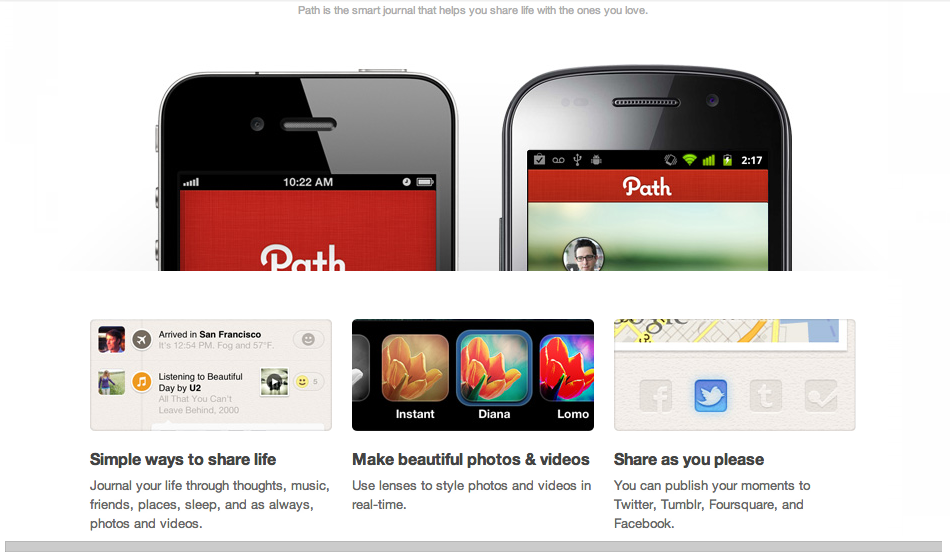 Path is the smart journal that helps you share life with the ones you love.
10:22 AM
Path
2:17
Path
Arrived in San Francisco
It's 12:54 PM. Fog and 57°F.
Listening to Beautiful
Day by U2
All That You Can't
Leave Behind, 2000
5
Instant
Diana
Lomo
Simple ways to share life
Journal your life through thoughts, music,
friends, places, sleep, and as always,
photos and videos.
Make beautiful photos & videos
Use lenses to style photos and videos in
real-time.
Share as you please
You can publish your moments to
Twitter, Tumblr, Foursquare, and
Facebook.